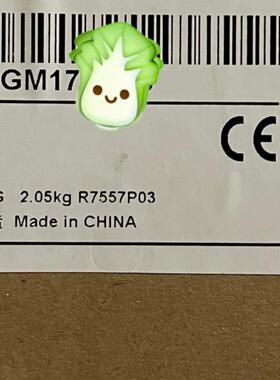 GM17
CE
G 2.05kg R7557P03
Made in CHINA